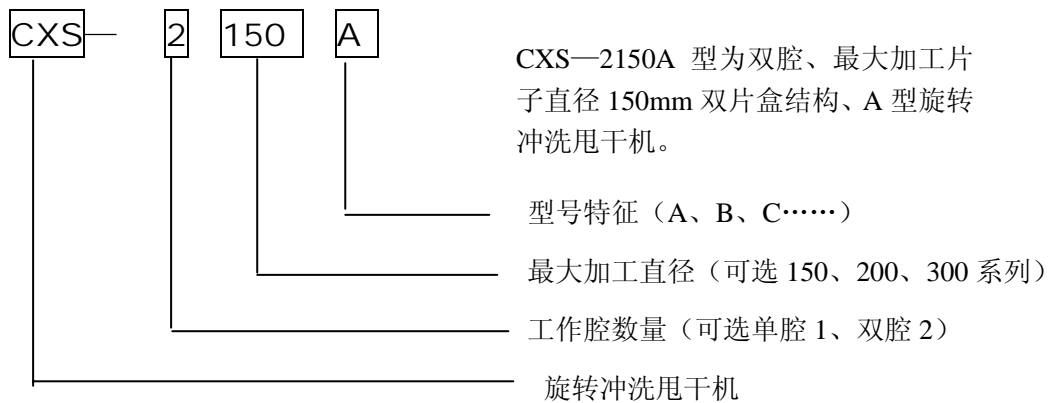 CXS— 2 150 A
CXS—2150A 型为双腔、最大加工片
子直径 150mm 双片盒结构、A 型旋转
冲洗甩干机。
型号特征（A、B、C……）
最大加工直径（可选 150、200、300 系列）
工作腔数量（可选单腔 1、双腔 2）
旋转冲洗甩干机